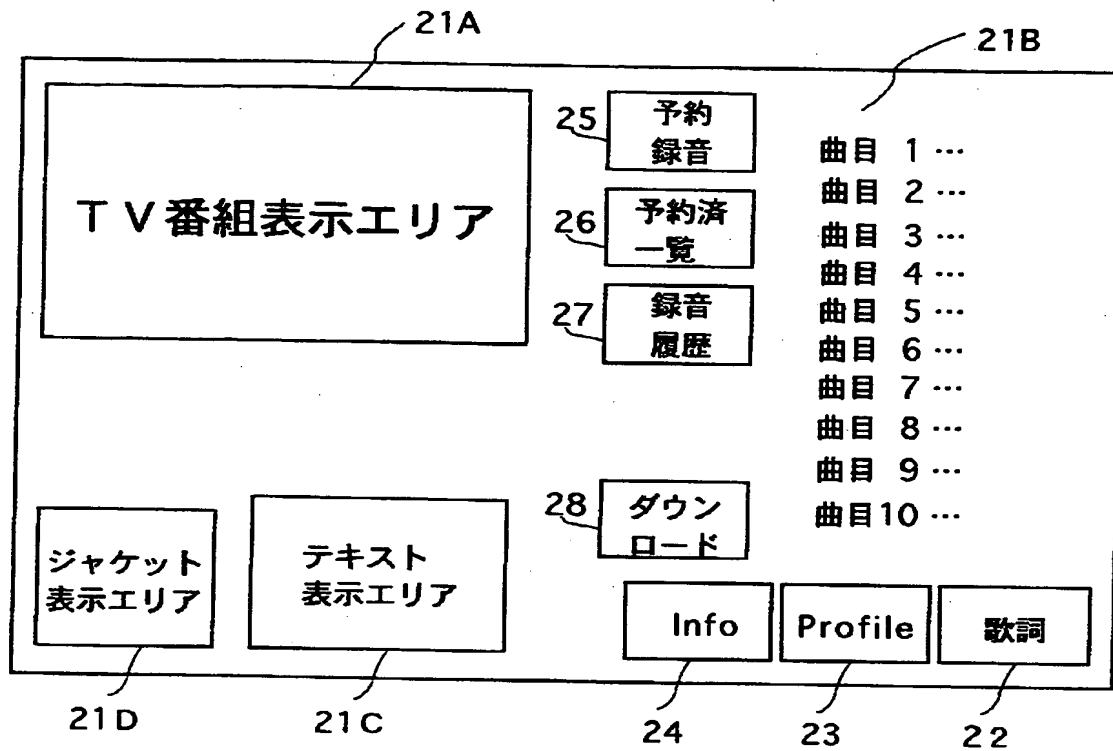 21A
21B
TV番組表示エリア
25
予約
録音
26
予約済
一覧
27
録音
履歴
曲目 1 …
曲目 2 …
曲目 3 …
曲目 4 …
曲目 5 …
曲目 6 …
曲目 7 …
曲目 8 …
曲目 9 …
曲目10 …
28
ダウン
ロード
ジャケット
表示エリア
テキスト
表示エリア
Info
Profile
歌詞
21D
21C
24
23
22